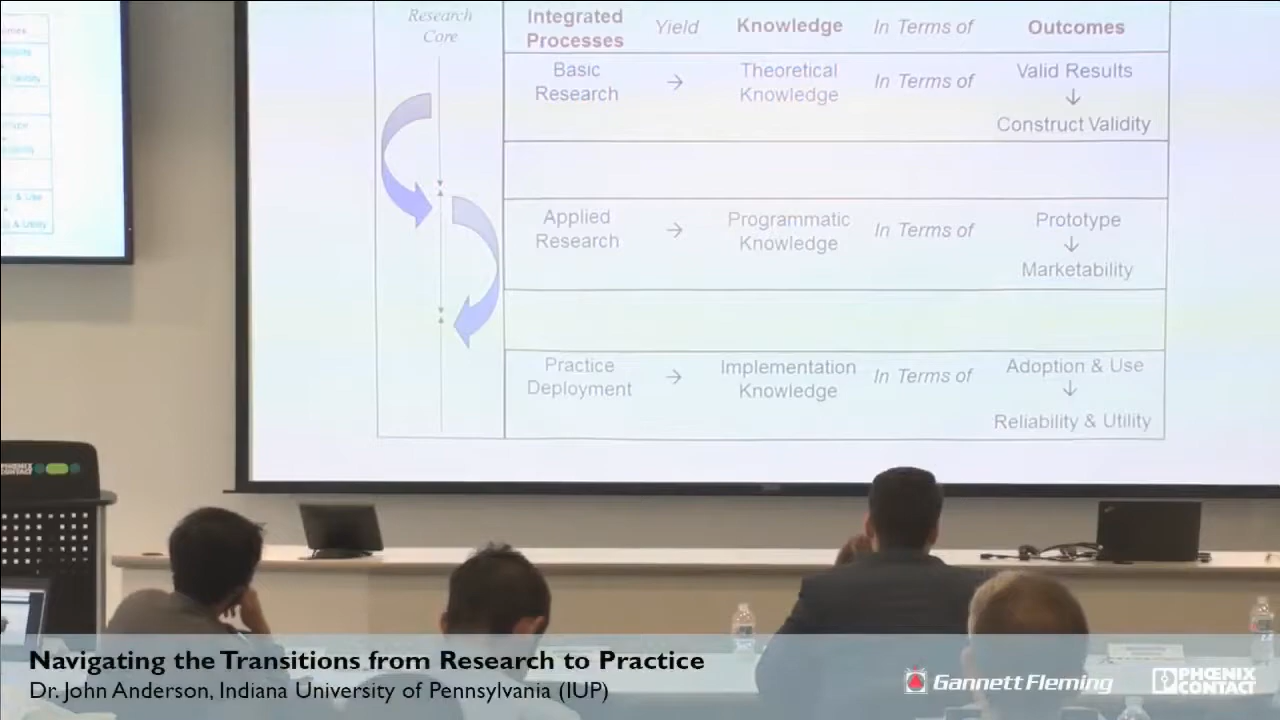 Research
Core
Integrated
Processes
Yield
Knowledge
In Terms of
Outcomes
Basic
Research
→
Theoretical
Knowledge
In Terms of
Valid Results
↓
Construct Validity
Applied
Research
→
Programmatic
Knowledge
In Terms of
Prototype
↓
Marketability
Practice
Deployment
→
Implementation
Knowledge
In Terms of
Adoption & Use
↓
Reliability & Utility
PHŒNIX
CONTACT
Navigating the Transitions from Research to Practice
Dr. John Anderson, Indiana University of Pennsylvania (IUP)
Gannett Fleming
PHŒNIX
CONTACT